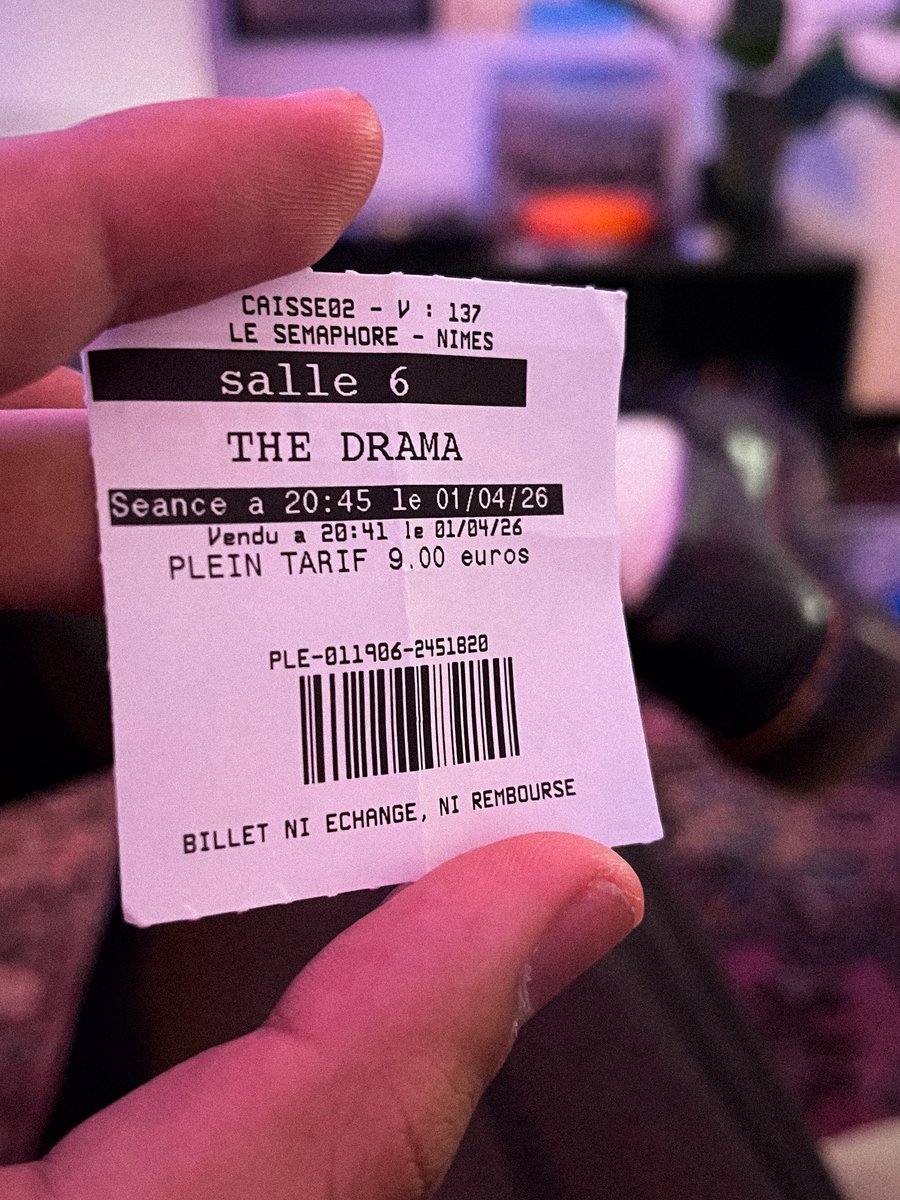 CAISSE02 - V : 137
LE SEMAPHORE - NIMES
salle 6
THE DRAMA
Seance a 20:45 le 01/04/26
Vendu a 20:41 le 01/04/26
PLEIN TARIF 9.00 euros
PLE-011906-2451820
BILLET NI ECHANGE, NI REMBOURSE